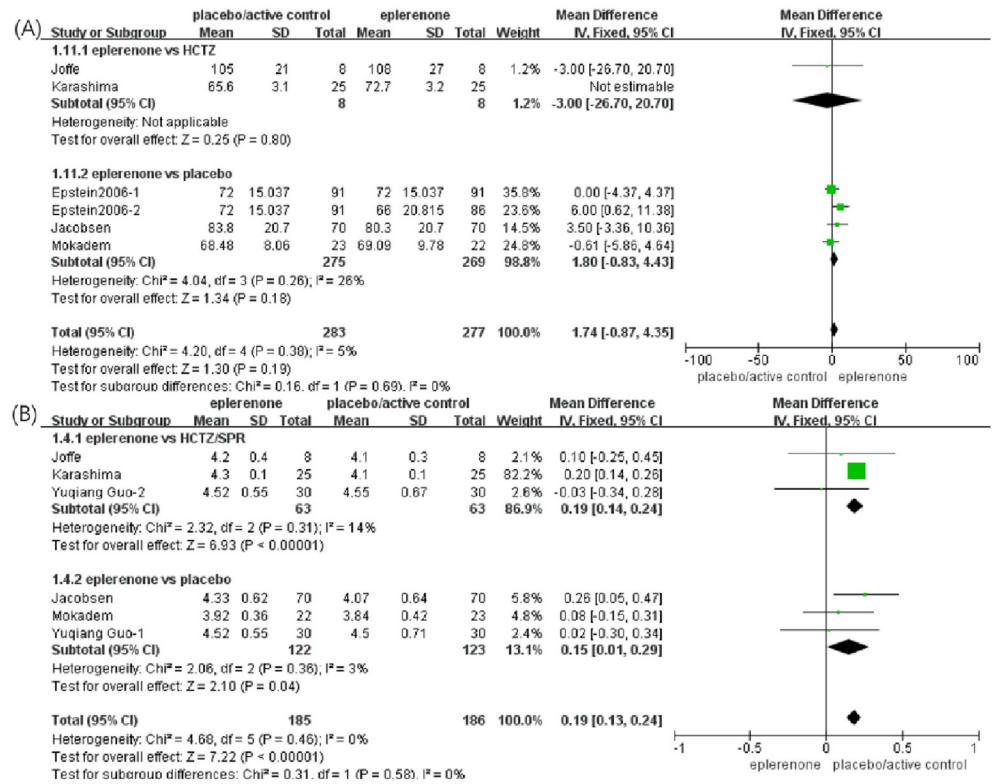 (A)
placebo/active control eplerenone Mean Difference Mean Difference
Study or Subgroup Mean SD Total Mean SD Total Weight IV, Fixed, 95% CI IV, Fixed, 95% CI
1.11.1 eplerenone vs HCTZ
Joffe 105 21 8 108 27 8 1.2% -3.00 [-26.70, 20.70]
Karashima 65.6 3.1 25 72.7 3.2 25 Not estimable
Subtotal (95% CI) 8 8 1.2% -3.00 [-26.70, 20.70]
Heterogeneity: Not applicable
Test for overall effect: Z = 0.25 (P = 0.80)
1.11.2 eplerenone vs placebo
Epstein2006-1 72 15.037 91 72 15.037 91 35.8% 0.00 [-4.37, 4.37]
Epstein2006-2 72 15.037 91 66 20.815 86 23.6% 6.00 [0.62, 11.38]
Jacobsen 83.8 20.7 70 80.3 20.7 70 14.5% 3.50 [-3.36, 10.36]
Mokadem 68.48 8.06 23 69.09 9.78 22 24.8% -0.61 [-5.86, 4.64]
Subtotal (95% CI) 275 269 98.8% 1.80 [-0.83, 4.43]
Heterogeneity: Chi² = 4.04, df = 3 (P = 0.26); I² = 26%
Test for overall effect: Z = 1.34 (P = 0.18)
Total (95% CI) 283 277 100.0% 1.74 [-0.87, 4.35]
Heterogeneity: Chi² = 4.20, df = 4 (P = 0.38); I² = 5%
Test for overall effect: Z = 1.30 (P = 0.19)
Test for subgroup differences: Chi² = 0.16, df = 1 (P = 0.69), I² = 0%
-100 -50 0 50 100
placebo/active control eplerenone
(B)
eplerenone placebo/active control Mean Difference Mean Difference
Study or Subgroup Mean SD Total Mean SD Total Weight IV, Fixed, 95% CI IV, Fixed, 95% CI
1.4.1 eplerenone vs HCTZ/SPR
Joffe 4.2 0.4 8 4.1 0.3 8 2.1% 0.10 [-0.25, 0.45]
Karashima 4.3 0.1 25 4.1 0.1 25 82.2% 0.20 [0.14, 0.26]
Yuqiang Guo-2 4.52 0.55 30 4.55 0.67 30 2.6% -0.03 [-0.34, 0.28]
Subtotal (95% CI) 63 63 86.9% 0.19 [0.14, 0.24]
Heterogeneity: Chi² = 2.32, df = 2 (P = 0.31); I² = 14%
Test for overall effect: Z = 6.93 (P < 0.00001)
1.4.2 eplerenone vs placebo
Jacobsen 4.33 0.62 70 4.07 0.64 70 5.8% 0.26 [0.05, 0.47]
Mokadem 3.92 0.36 22 3.84 0.42 23 4.8% 0.08 [-0.15, 0.31]
Yuqiang Guo-1 4.52 0.55 30 4.5 0.71 30 2.4% 0.02 [-0.30, 0.34]
Subtotal (95% CI) 122 123 13.1% 0.15 [0.01, 0.29]
Heterogeneity: Chi² = 2.06, df = 2 (P = 0.36); I² = 3%
Test for overall effect: Z = 2.10 (P = 0.04)
Total (95% CI) 185 186 100.0% 0.19 [0.13, 0.24]
Heterogeneity: Chi² = 4.68, df = 5 (P = 0.46); I² = 0%
Test for overall effect: Z = 7.22 (P < 0.00001)
Test for subgroup differences: Chi² = 0.31, df = 1 (P = 0.58), I² = 0%
-1 -0.5 0 0.5 1
eplerenone placebo/active control